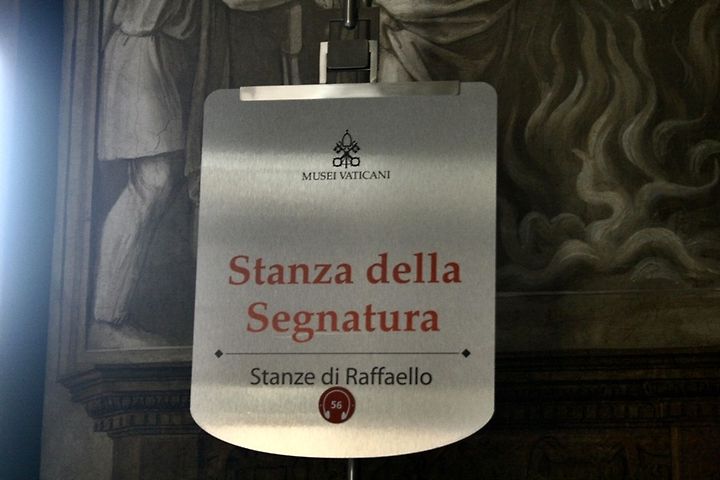 MUSEI VATICANI
Stanza della
Segnatura
Stanze di Raffaello
56